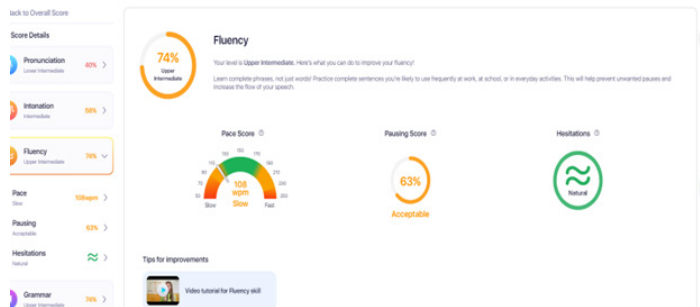 Back to Overall Score
Score Details
Pronunciation
Lower Intermediate
40%
Intonation
Intermediate
Fluency
Upper Intermediate
74%
Pace
Slow
108wpm
Pausing
Acceptable
63%
Hesitations
Natural
Grammar
Upper Intermediate
74%
74%
Upper
Intermediate
Fluency
Your level is Upper Intermediate. Here's what you can do to improve your fluency!
Learn complete phrases, not just words! Practice complete sentences you're likely to use frequently at work, at school, or in everyday activities. This will help prevent unwanted pauses and
increase the flow of your speech.
Pace Score
108
wpm
Slow
Slow
Fast
Pausing Score
63%
Acceptable
Hesitations
Natural
Tips for improvements
Video tutorial for Fluency skill